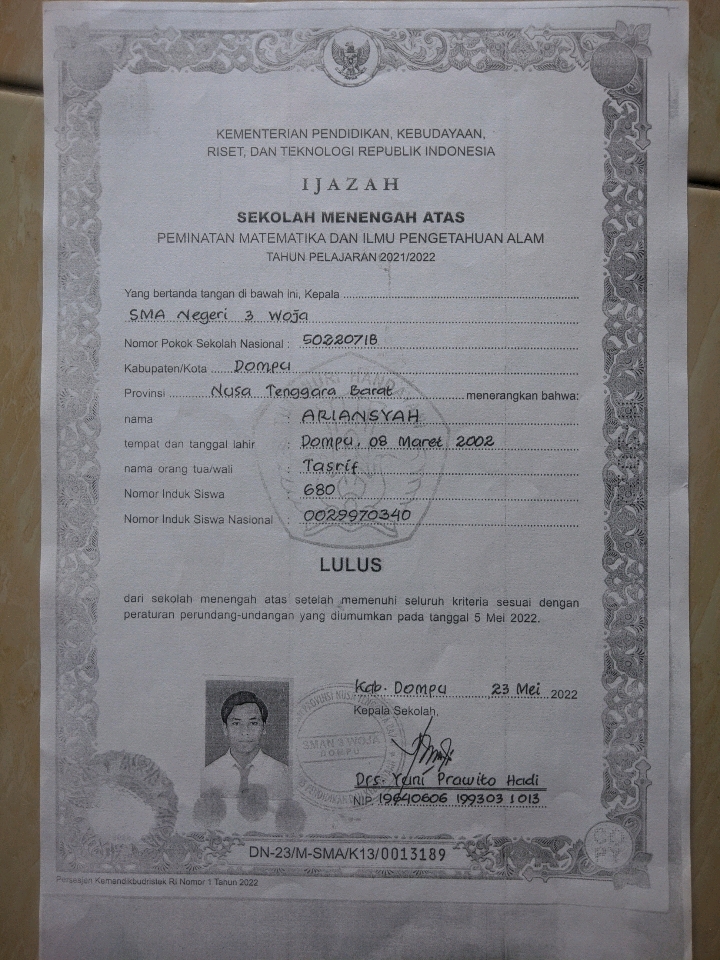 KEMENTERIAN PENDIDIKAN, KEBUDAYAAN,
RISET, DAN TEKNOLOGI REPUBLIK INDONESIA
IJAZAH
SEKOLAH MENENGAH ATAS
PEMINATAN MATEMATIKA DAN ILMU PENGETAHUAN ALAM
TAHUN PELAJARAN 2021/2022
Yang bertanda tangan di bawah ini, Kepala
SMA Negeri 3 Woja
Nomor Pokok Sekolah Nasional : 50220718
Kabupaten/Kota Dompu
Provinsi Nusa Tenggara Barat menerangkan bahwa:
nama : ARIANSYAH
tempat dan tanggal lahir : Dompu, 08 Maret 2002
nama orang tua/wali : Tasrif
Nomor Induk Siswa : 680
Nomor Induk Siswa Nasional : 0029970340
LULUS
dari sekolah menengah atas setelah memenuhi seluruh kriteria sesuai dengan
peraturan perundang-undangan yang diumumkan pada tanggal 5 Mei 2022.
Kab. Dompu 23 Mei 2022
Kepala Sekolah,
Drs. Yuni Prawito Hadi
NIP 19640606 199303 1 013
DN-23/M-SMA/K13/0013189
Persesjen Kemendikbudristek RI Nomor 1 Tahun 2022